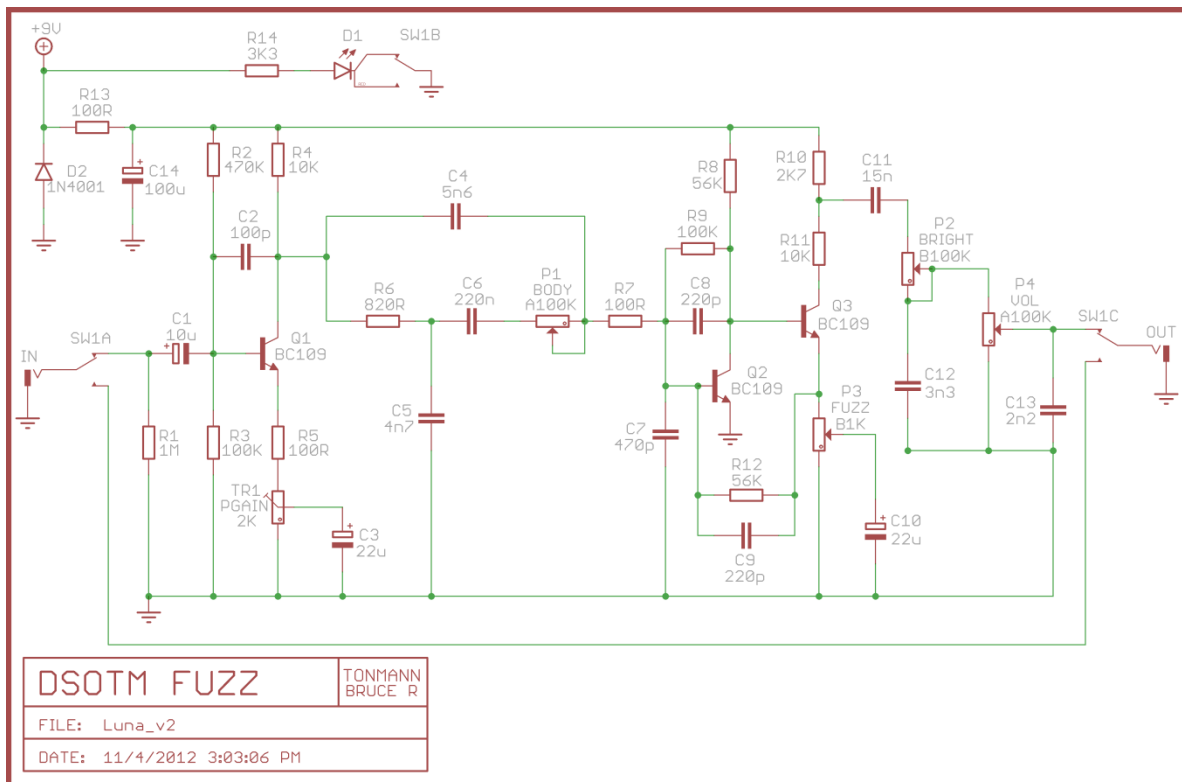 +9V
R14
3K3
D1
SW1B
R13
100R
D2
1N4001
C14
100u
R2
470K
R4
10K
C2
100p
C4
5n6
R8
56K
R9
100K
R10
2K7
C11
15n
R11
10K
P2
BRIGHT
B100K
P4
VOL
A100K
SW1C
OUT
IN
SW1A
C1
10u
Q1
BC109
R6
820R
C6
220n
P1
BODY
A100K
R7
100R
C8
220p
Q3
BC109
Q2
BC109
C12
3n3
C13
2n2
R1
1M
R3
100K
R5
100R
C5
4n7
C7
470p
P3
FUZZ
B1K
TR1
PGAIN
2K
C3
22u
R12
56K
C9
220p
C10
22u
DSOTM FUZZ
TONMANN
BRUCE R
FILE: Luna_v2
DATE: 11/4/2012 3:03:06 PM